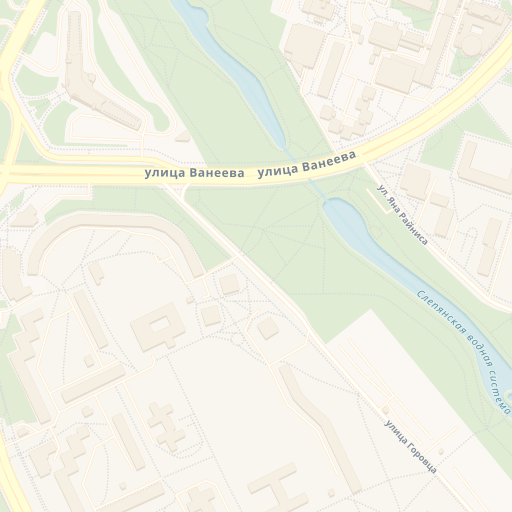 улица Ванеева
улица Ванеева
ул. Яна Райниса
Слепянская водная система
улица Горовца